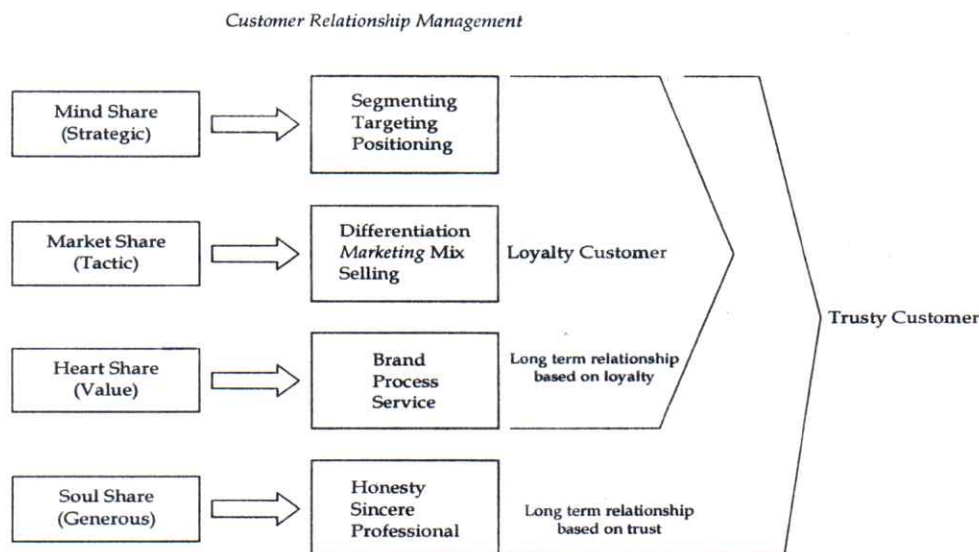 Customer Relationship Management
Mind Share
(Strategic)
Segmenting
Targeting
Positioning
Market Share
(Tactic)
Differentiation
Marketing Mix
Selling
Loyalty Customer
Trusty Customer
Heart Share
(Value)
Brand
Process
Service
Long term relationship
based on loyalty
Soul Share
(Generous)
Honesty
Sincere
Professional
Long term relationship
based on trust